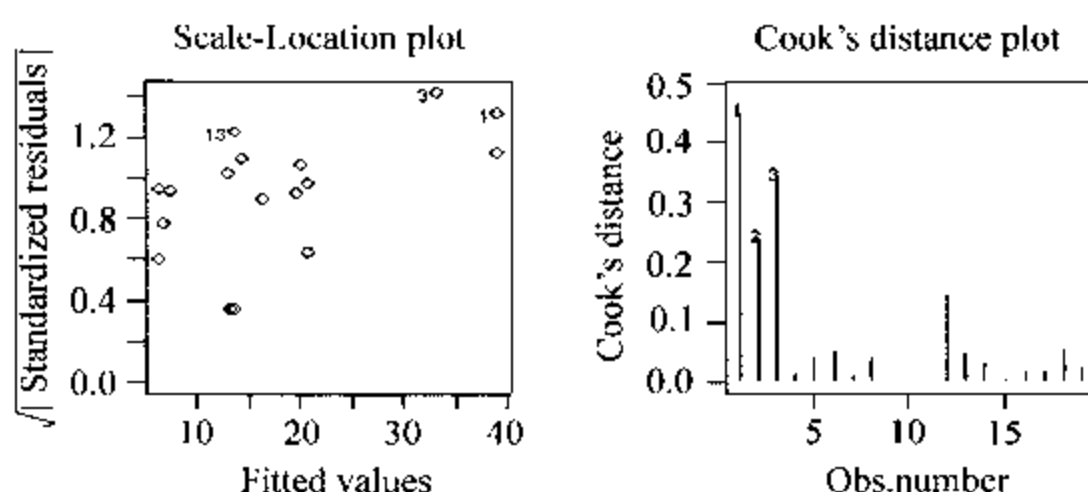 Scale-Location plot
√|Standardized residuals|
1.2
0.8
0.4
0.0
3
1
13
10 20 30 40
Fitted values
Cook's distance plot
Cook's distance
0.5
0.4
0.3
0.2
0.1
0.0
1
3
2
5 10 15
Obs.number